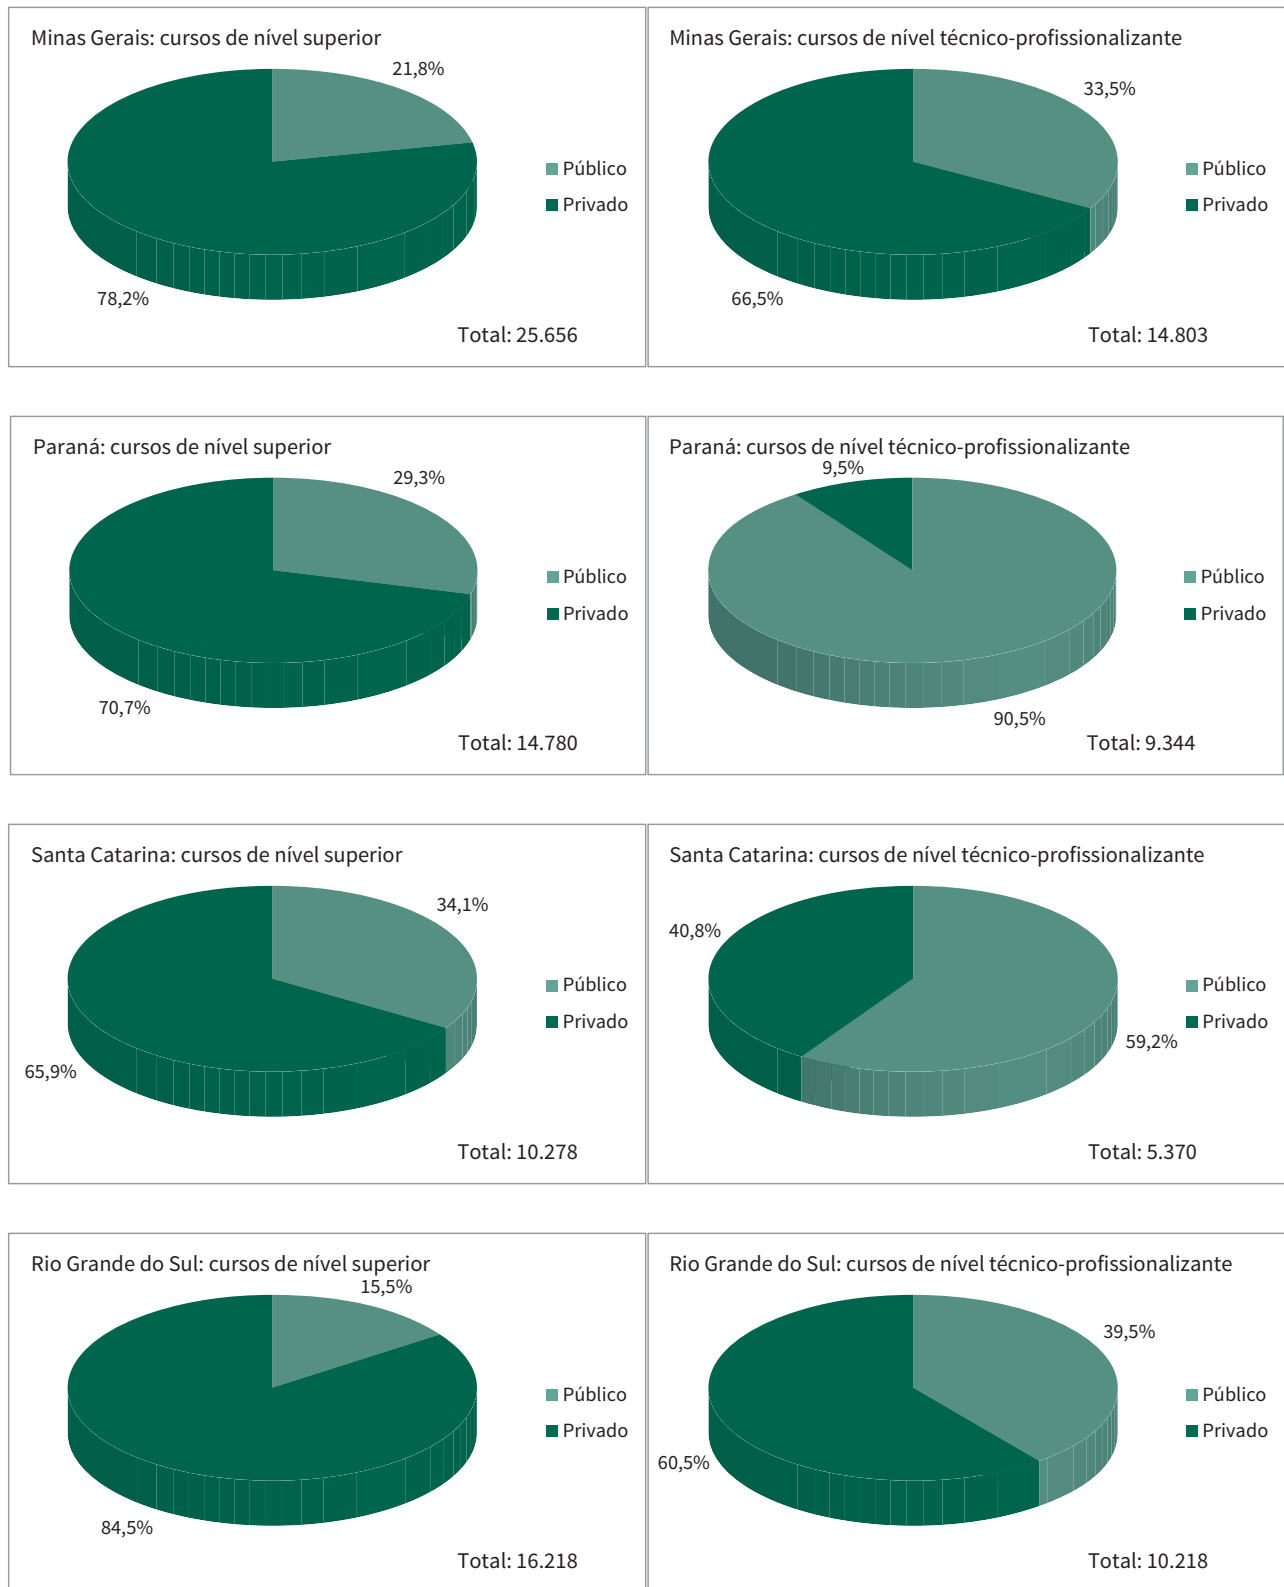 Minas Gerais: cursos de nível superior
21,8%
Público
Privado
78,2%
Total: 25.656
Minas Gerais: cursos de nível técnico-profissionalizante
33,5%
Público
Privado
66,5%
Total: 14.803
Paraná: cursos de nível superior
29,3%
Público
Privado
70,7%
Total: 14.780
Paraná: cursos de nível técnico-profissionalizante
9,5%
Público
Privado
90,5%
Total: 9.344
Santa Catarina: cursos de nível superior
34,1%
Público
Privado
65,9%
Total: 10.278
Santa Catarina: cursos de nível técnico-profissionalizante
40,8%
Público
Privado
59,2%
Total: 5.370
Rio Grande do Sul: cursos de nível superior
15,5%
Público
Privado
84,5%
Total: 16.218
Rio Grande do Sul: cursos de nível técnico-profissionalizante
39,5%
Público
Privado
60,5%
Total: 10.218